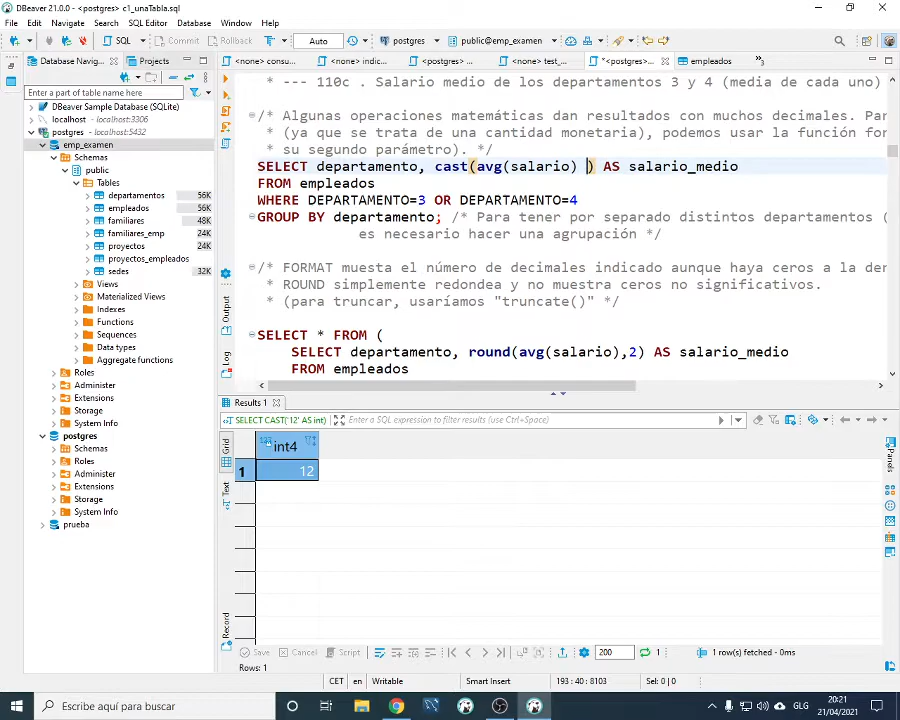 DBeaver 21.0.0 - <postgres> c1_unaTabla.sql
File Edit Navigate Search SQL Editor Database Window Help
SQL Commit Rollback Auto postgres public@emp_examen
Database Navig... Projects
<none> consu... <none> indic... <postgres> ... <none> test_... *<postgres>... empleados
Enter a part of table name here
DBeaver Sample Database (SQLite)
localhost :3306
postgres :5432
emp_examen
Schemas
public
Tables
departamentos 56K
empleados 56K
familiares 48K
familiares_emp 24K
proyectos 24K
proyectos_empleados
sedes 32K
Views
Materialized Views
Indexes
Functions
Sequences
Data types
Aggregate functions
Roles
Administer
Extensions
Storage
System Info
postgres
Schemas
Roles
Administer
Extensions
Storage
System Info
prueba
* --- 110c . Salario medio de los departamentos 3 y 4 (media de cada uno)
/* Algunas operaciones matemáticas dan resultados con muchos decimales. Pa
* (ya que se trata de una cantidad monetaria), podemos usar la función for
* su segundo parámetro). */
SELECT departamento, cast(avg(salario) ) AS salario_medio
FROM empleados
WHERE DEPARTAMENTO=3 OR DEPARTAMENTO=4
GROUP BY departamento; /* Para tener por separado distintos departamentos (
es necesario hacer una agrupación */
/* FORMAT muesta el número de decimales indicado aunque haya ceros a la der
* ROUND simplemente redondea y no muestra ceros no significativos.
* (para truncar, usaríamos "truncate()" */
SELECT * FROM (
SELECT departamento, round(avg(salario),2) AS salario_medio
FROM empleados
Output
Log
Results 1
SELECT CAST('12' AS int) Enter a SQL expression to filter results (use Ctrl+Space)
Grid
Text
Record
Panels
123 int4
1 12
Save Cancel Script 200 1 1 row(s) fetched - 0ms
Rows: 1
CET en Writable Smart Insert 193 : 40 : 8103 Sel: 0 | 0
Escribe aquí para buscar
GLG 20:21
21/04/2021